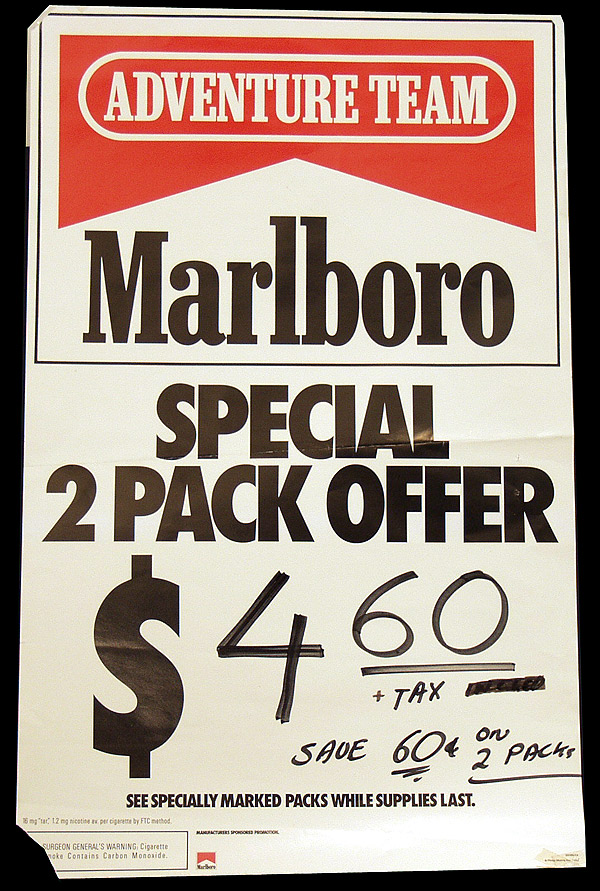 ADVENTURE TEAM
Marlboro
SPECIAL
2 PACK OFFER
$4 60
+ TAX
SAVE 60¢ ON
2 PACKS
SEE SPECIALLY MARKED PACKS WHILE SUPPLIES LAST.
16 mg "tar," 1.2 mg nicotine av. per cigarette by FTC method.
MANUFACTURERS SPONSORED PROMOTION.
SURGEON GENERAL'S WARNING: Cigarette
Smoke Contains Carbon Monoxide.
Marlboro